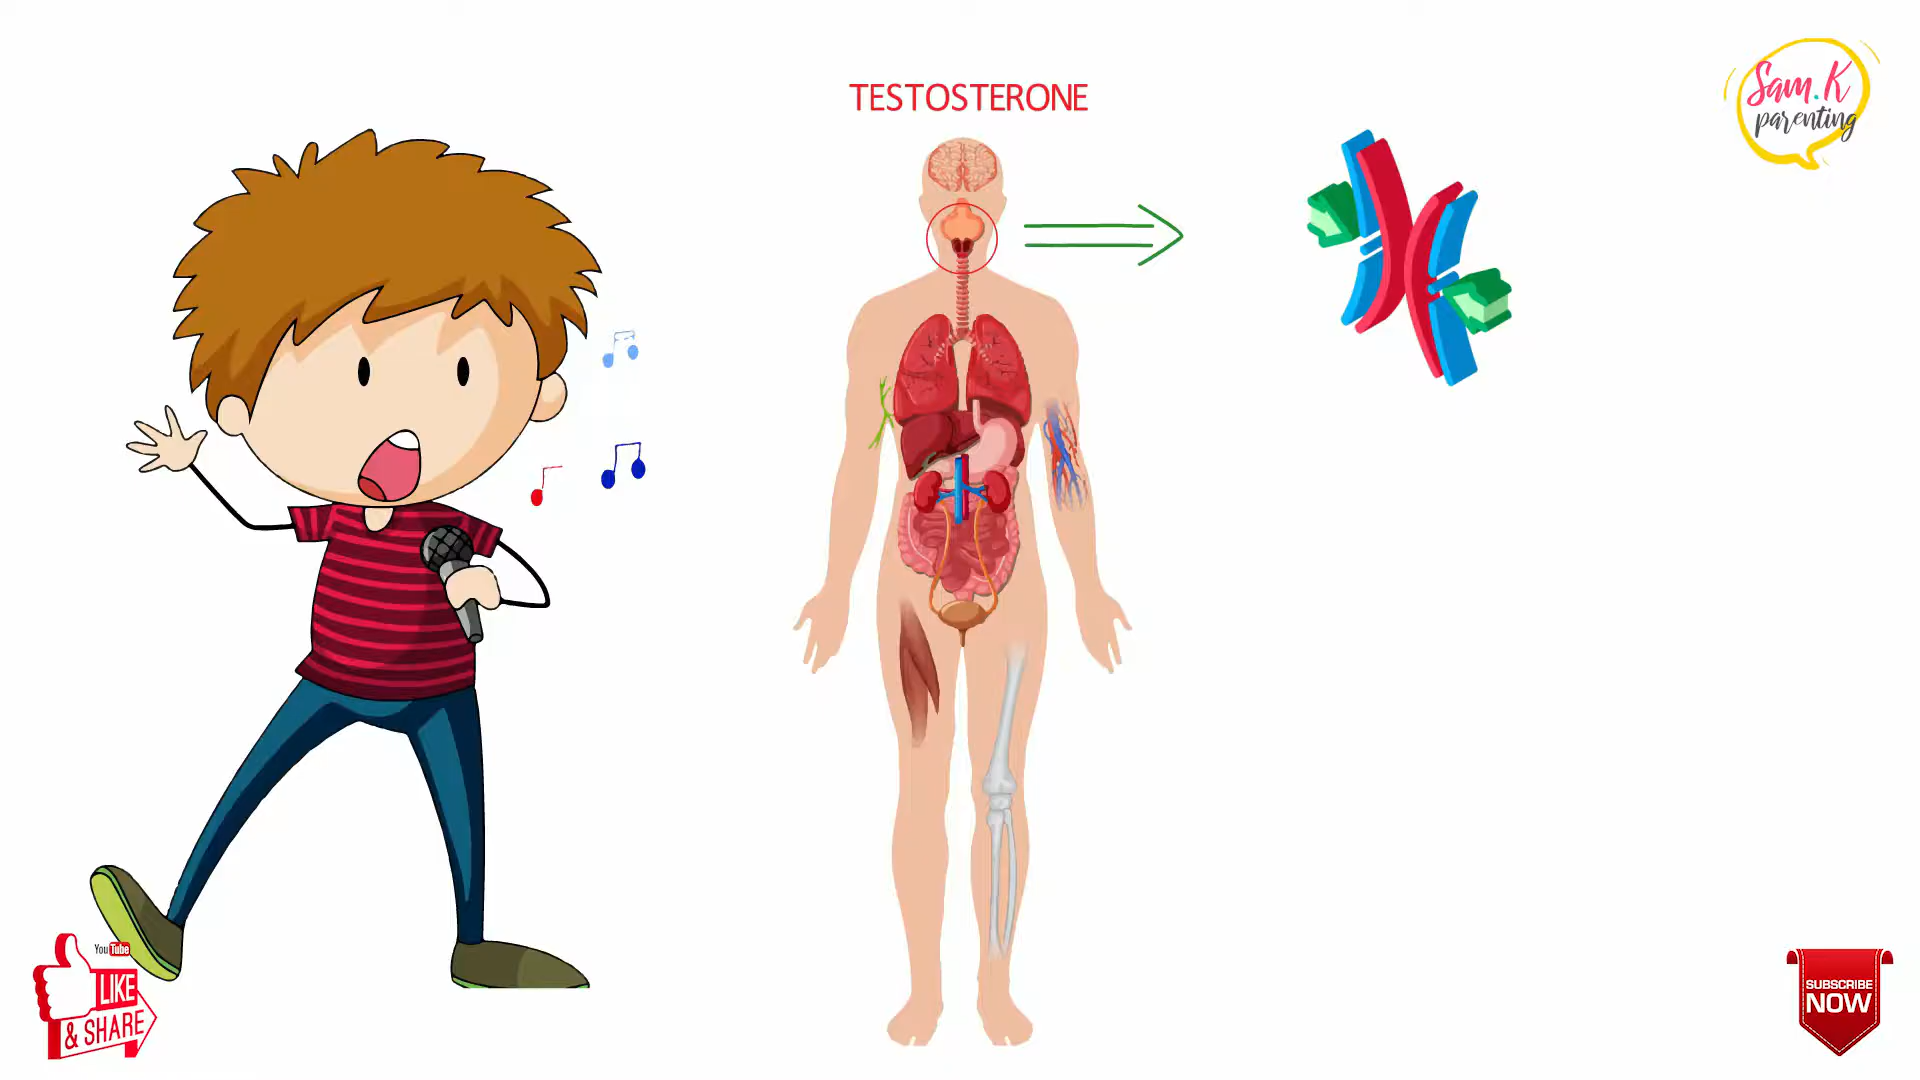 TESTOSTERONE
Sam.K
parenting
YouTube
LIKE
& SHARE
SUBSCRIBE
NOW